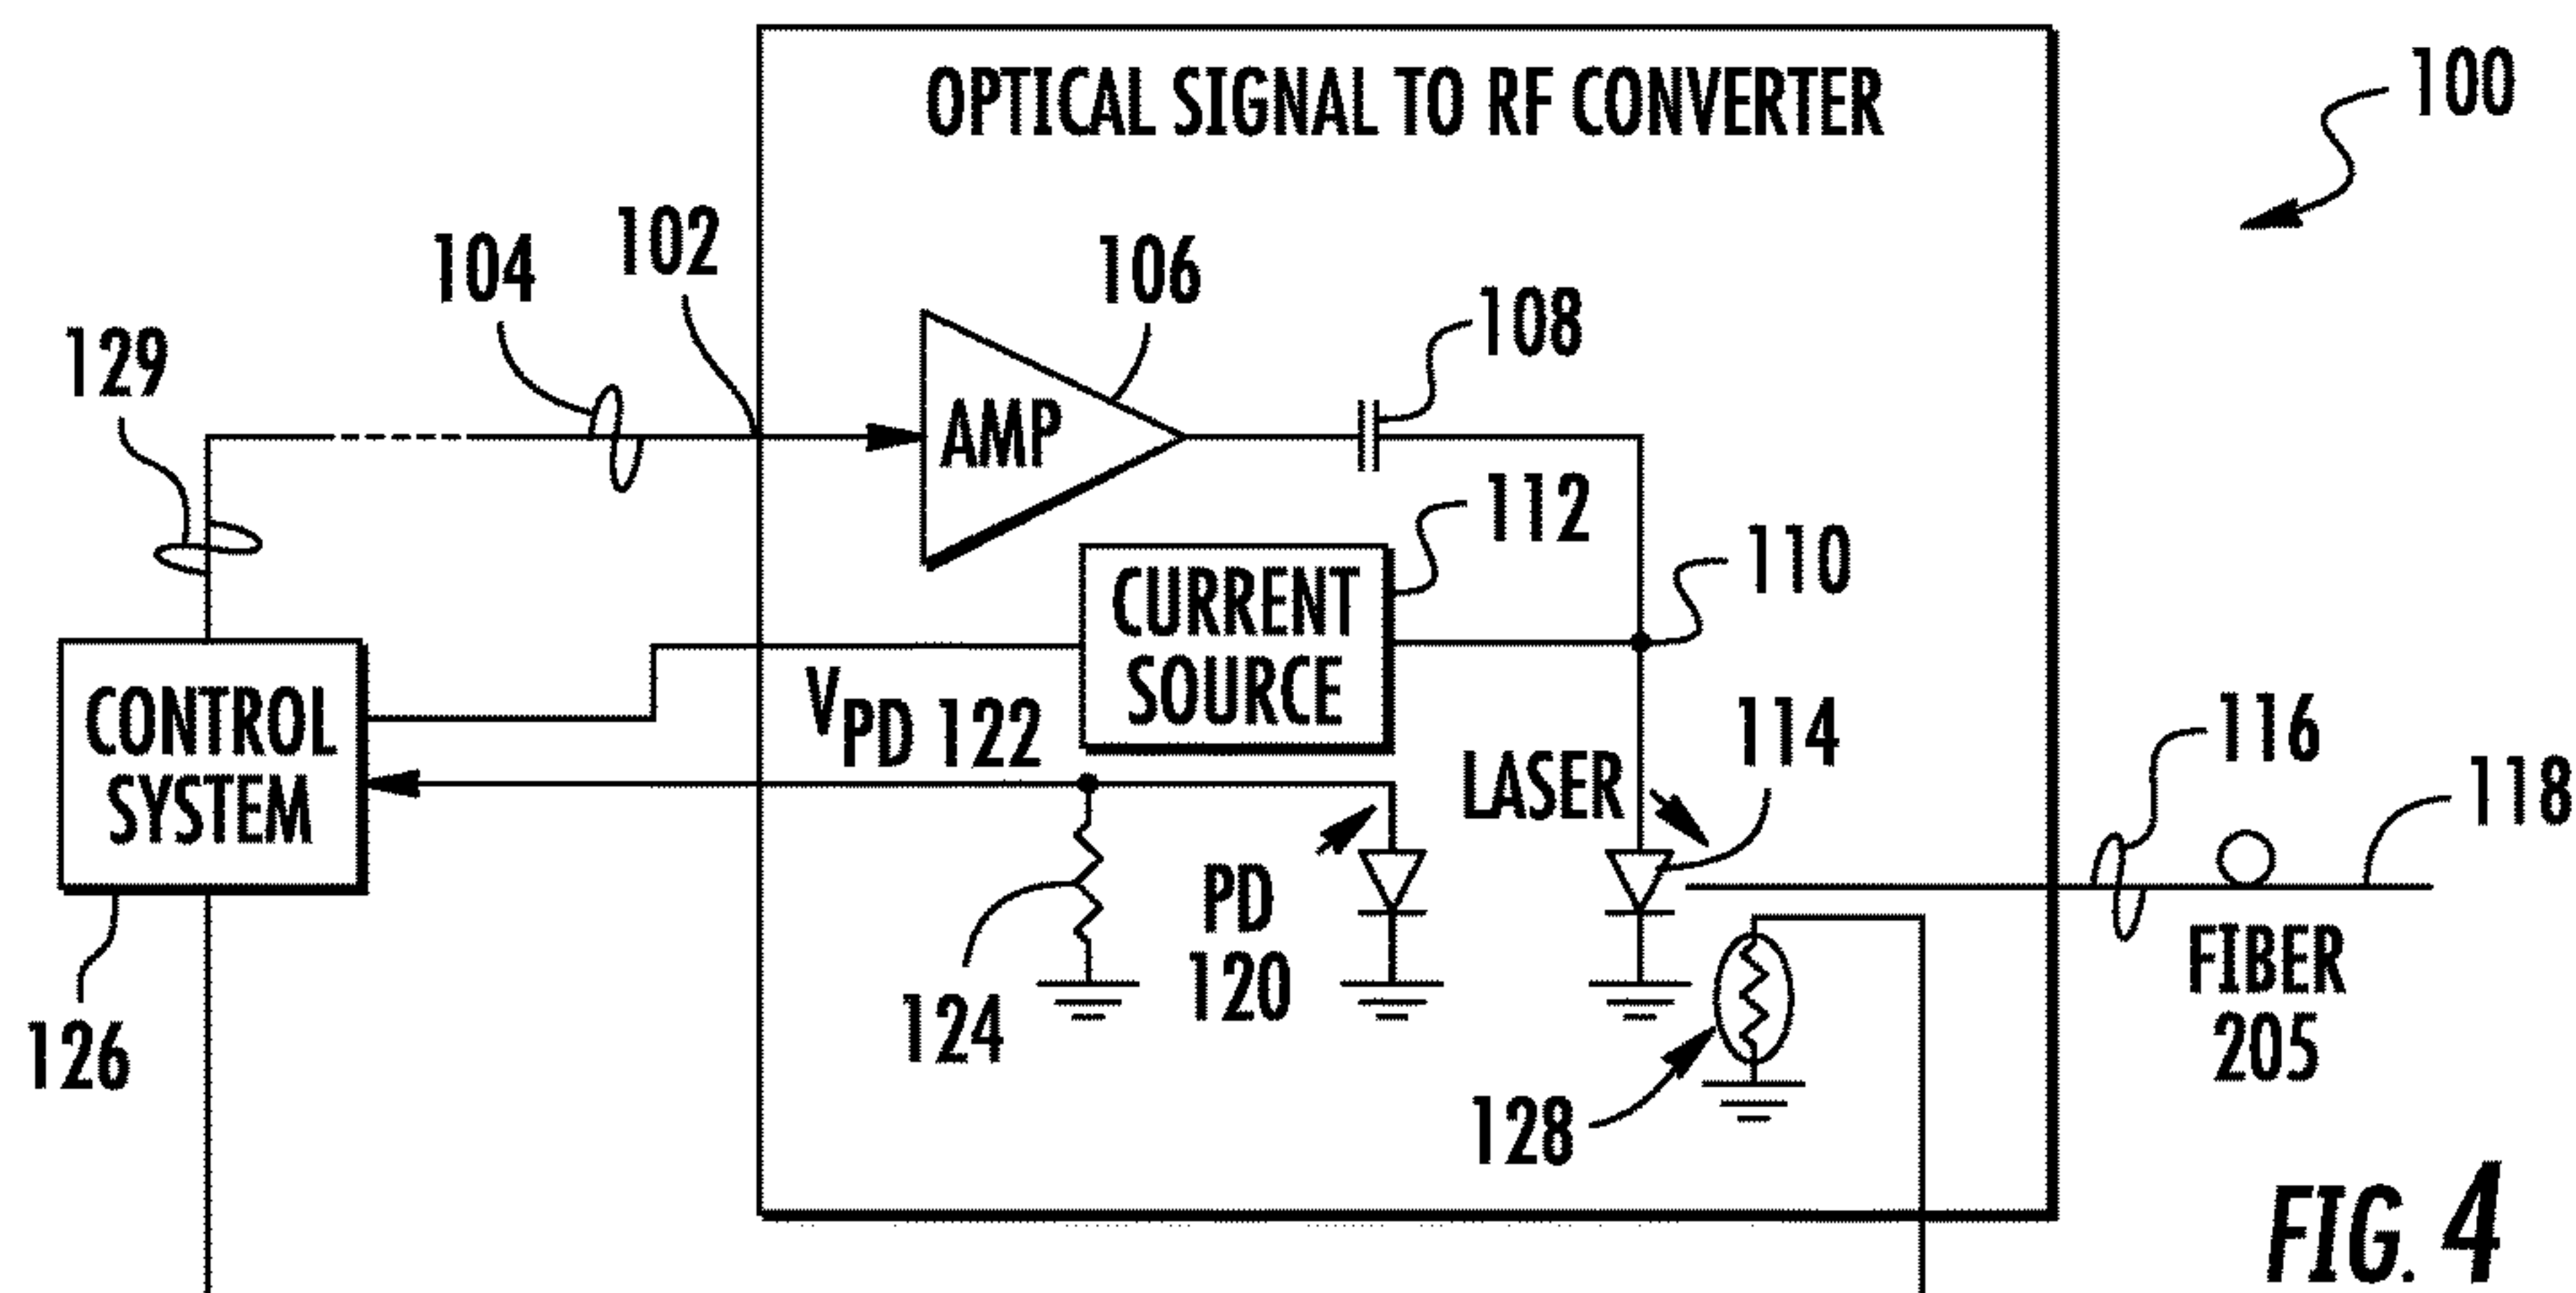 OPTICAL SIGNAL TO RF CONVERTER
100
102
104
106
108
129
AMP
112
110
CURRENT
SOURCE
CONTROL
SYSTEM
VPD 122
LASER
114
116
118
PD
120
124
126
128
FIBER
205
FIG. 4